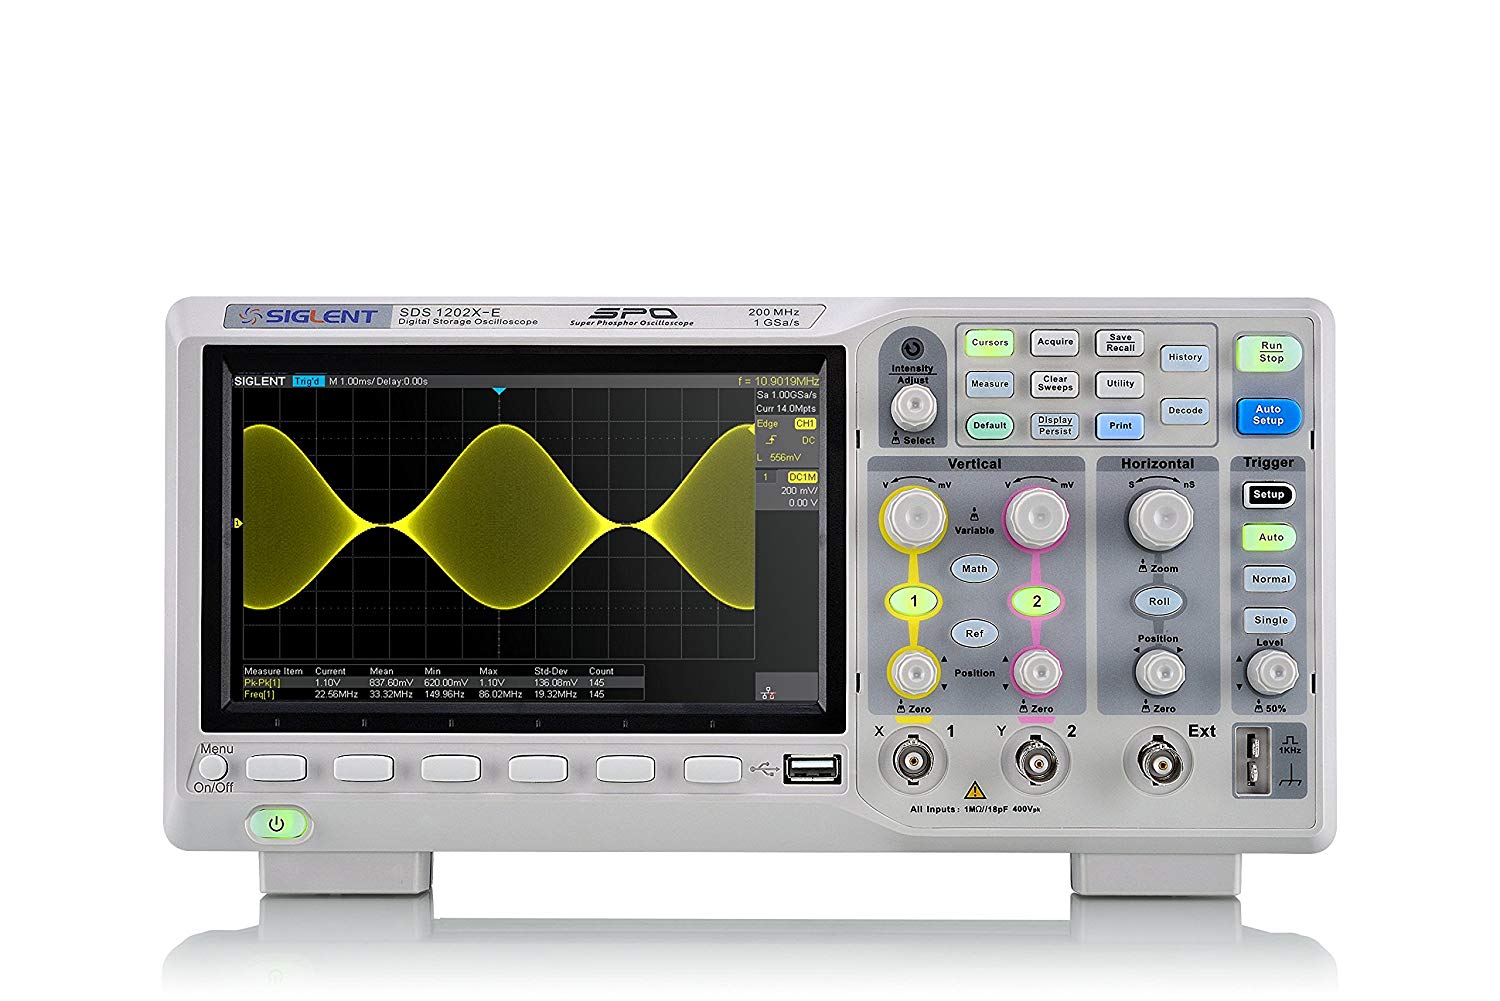 SIGLENT SDS 1202X-E
Digital Storage Oscilloscope
SPO
Super Phosphor Oscilloscope
200 MHz
1 GSa/s
SIGLENT Trig'd M 1.00ms/ Delay:0.00s f = 10.9019MHz
Sa 1.00GSa/s
Curr 14.0Mpts
Edge CH1
DC
L 556mV
1 DC1M
200 mV/
0.00 V
Measure Item Current Mean Min Max Std-Dev Count
Pk-Pk[1] 1.10V 837.60mV 620.00mV 1.10V 136.08mV 145
Freq[1] 22.56MHz 33.32MHz 149.96Hz 86.02MHz 19.32MHz 145
Menu
On/Off
Intensity
Adjust
Select
Cursors
Acquire
Save
Recall
History
Measure
Clear
Sweeps
Utility
Decode
Default
Display
Persist
Print
Run
Stop
Auto
Setup
Vertical
V mV
V mV
Variable
Math
1
2
Ref
Position
Zero
Zero
Horizontal
S nS
Zoom
Roll
Position
Zero
Trigger
Setup
Auto
Normal
Single
Level
50%
X 1
Y 2
Ext
1KHz
All Inputs: 1MΩ//18pF 400Vpk